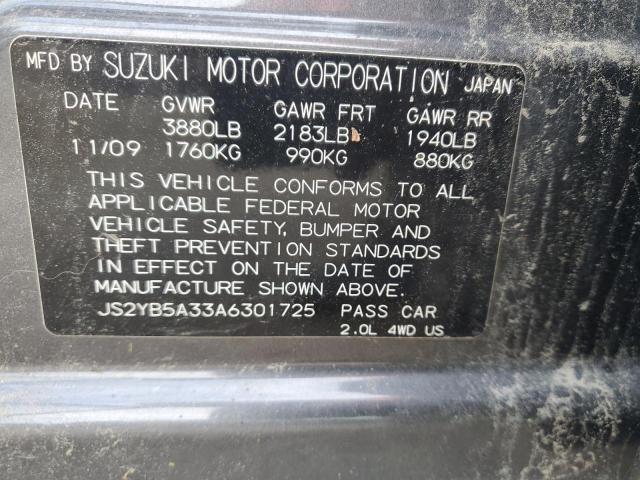 MFD BY SUZUKI MOTOR CORPORATION JAPAN
DATE GVWR GAWR FRT GAWR RR
3880LB 2183LB 1940LB
11/09 1760KG 990KG 880KG
THIS VEHICLE CONFORMS TO ALL
APPLICABLE FEDERAL MOTOR
VEHICLE SAFETY, BUMPER AND
THEFT PREVENTION STANDARDS
IN EFFECT ON THE DATE OF
MANUFACTURE SHOWN ABOVE.
JS2YB5A33A6301725 PASS CAR
2.0L 4WD US